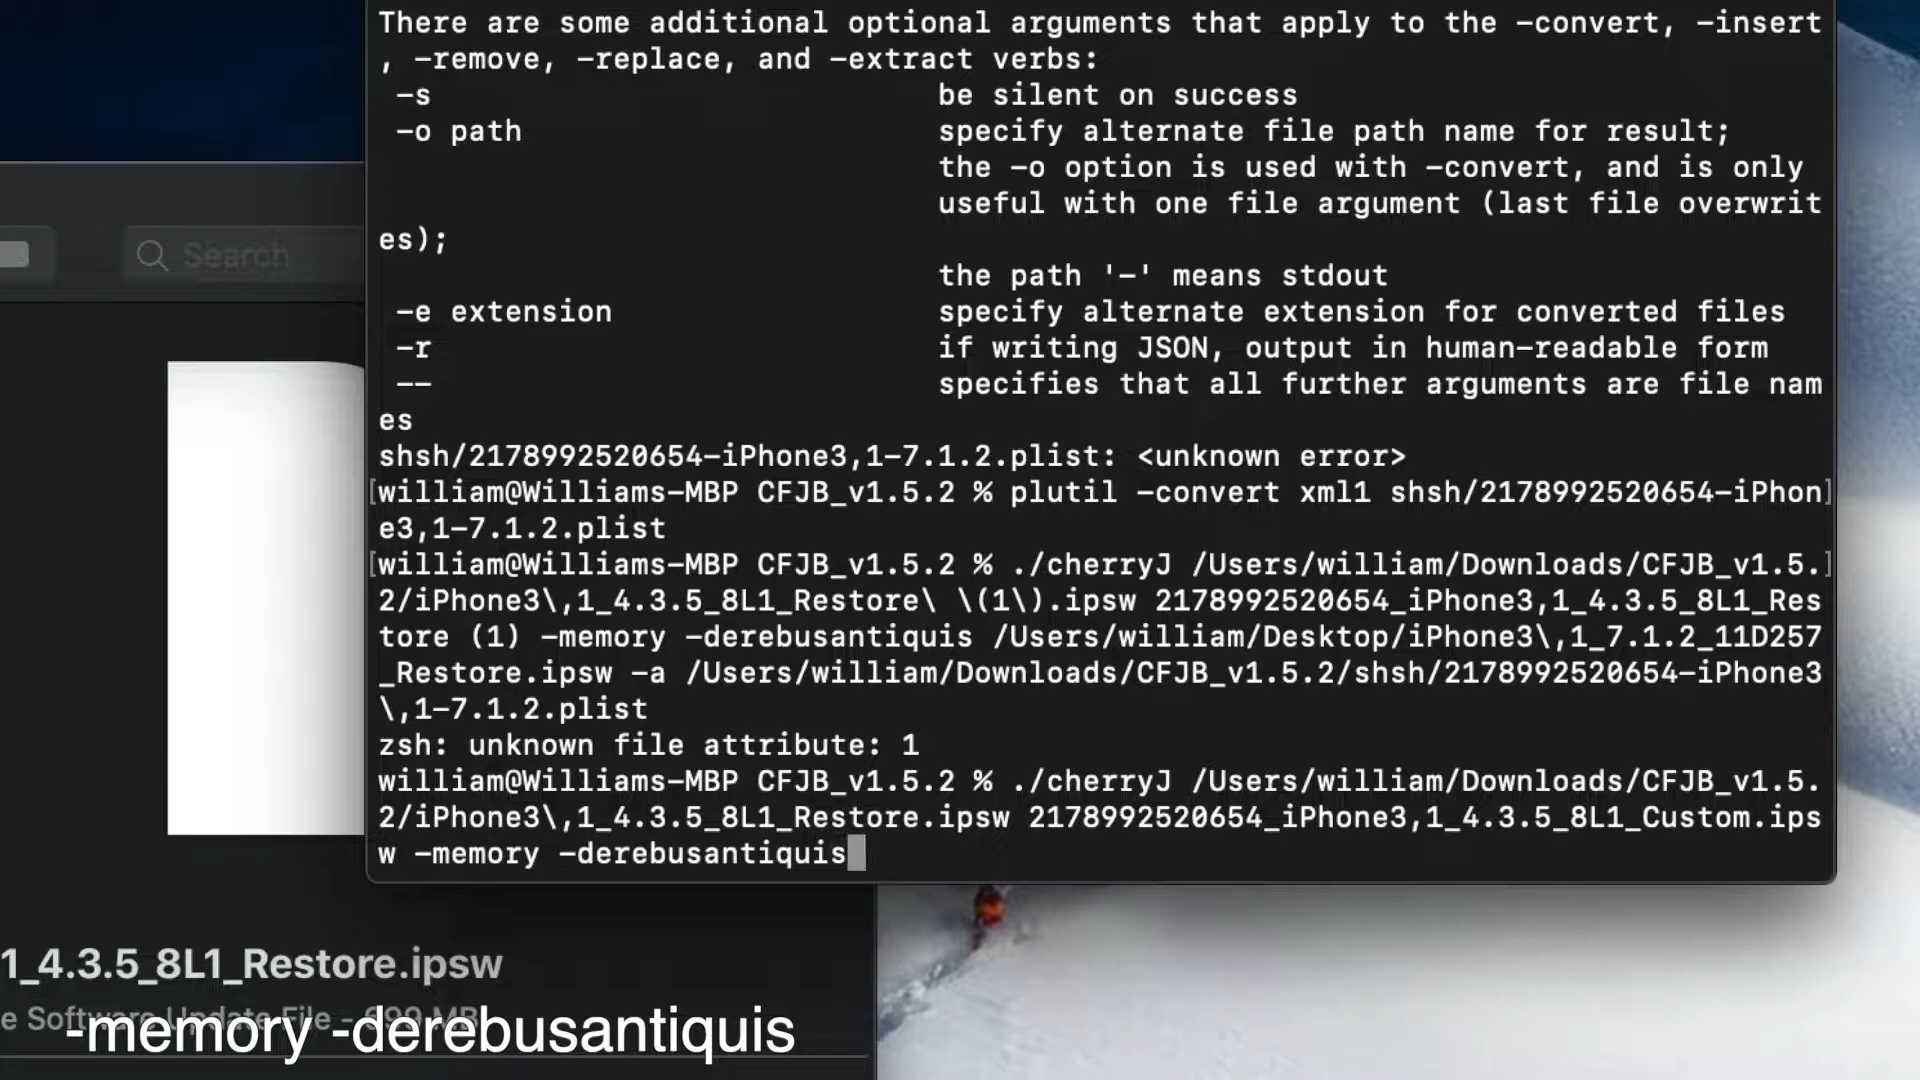 There are some additional optional arguments that apply to the -convert, -insert
, -remove, -replace, and -extract verbs:
-s be silent on success
-o path specify alternate file path name for result;
the -o option is used with -convert, and is only
useful with one file argument (last file overwrit
es);
the path '-' means stdout
-e extension specify alternate extension for converted files
-r if writing JSON, output in human-readable form
-- specifies that all further arguments are file nam
es
shsh/2178992520654-iPhone3,1-7.1.2.plist: <unknown error>
[william@Williams-MBP CFJB_v1.5.2 % plutil -convert xml1 shsh/2178992520654-iPhon]
e3,1-7.1.2.plist
[william@Williams-MBP CFJB_v1.5.2 % ./cherryJ /Users/william/Downloads/CFJB_v1.5.]
2/iPhone3\,1_4.3.5_8L1_Restore\ \(1\).ipsw 2178992520654_iPhone3,1_4.3.5_8L1_Res
tore (1) -memory -derebusantiquis /Users/william/Desktop/iPhone3\,1_7.1.2_11D257
_Restore.ipsw -a /Users/william/Downloads/CFJB_v1.5.2/shsh/2178992520654-iPhone3
\,1-7.1.2.plist
zsh: unknown file attribute: 1
william@Williams-MBP CFJB_v1.5.2 % ./cherryJ /Users/william/Downloads/CFJB_v1.5.
2/iPhone3\,1_4.3.5_8L1_Restore.ipsw 2178992520654_iPhone3,1_4.3.5_8L1_Custom.ips
w -memory -derebusantiquis
Search
1_4.3.5_8L1_Restore.ipsw
e Software Update File - 699 MB
-memory -derebusantiquis